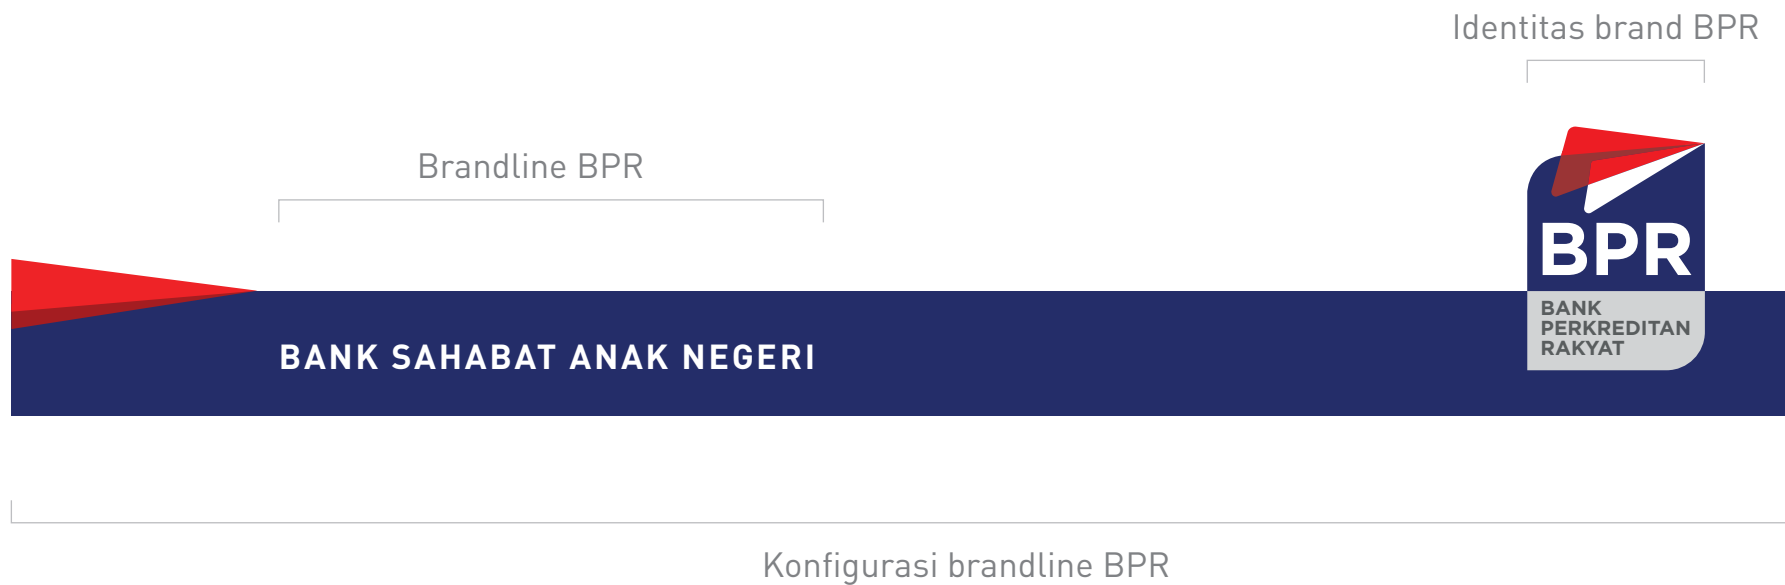 Identitas brand BPR
Brandline BPR
BPR
BANK
PERKREDITAN
RAKYAT
BANK SAHABAT ANAK NEGERI
Konfigurasi brandline BPR